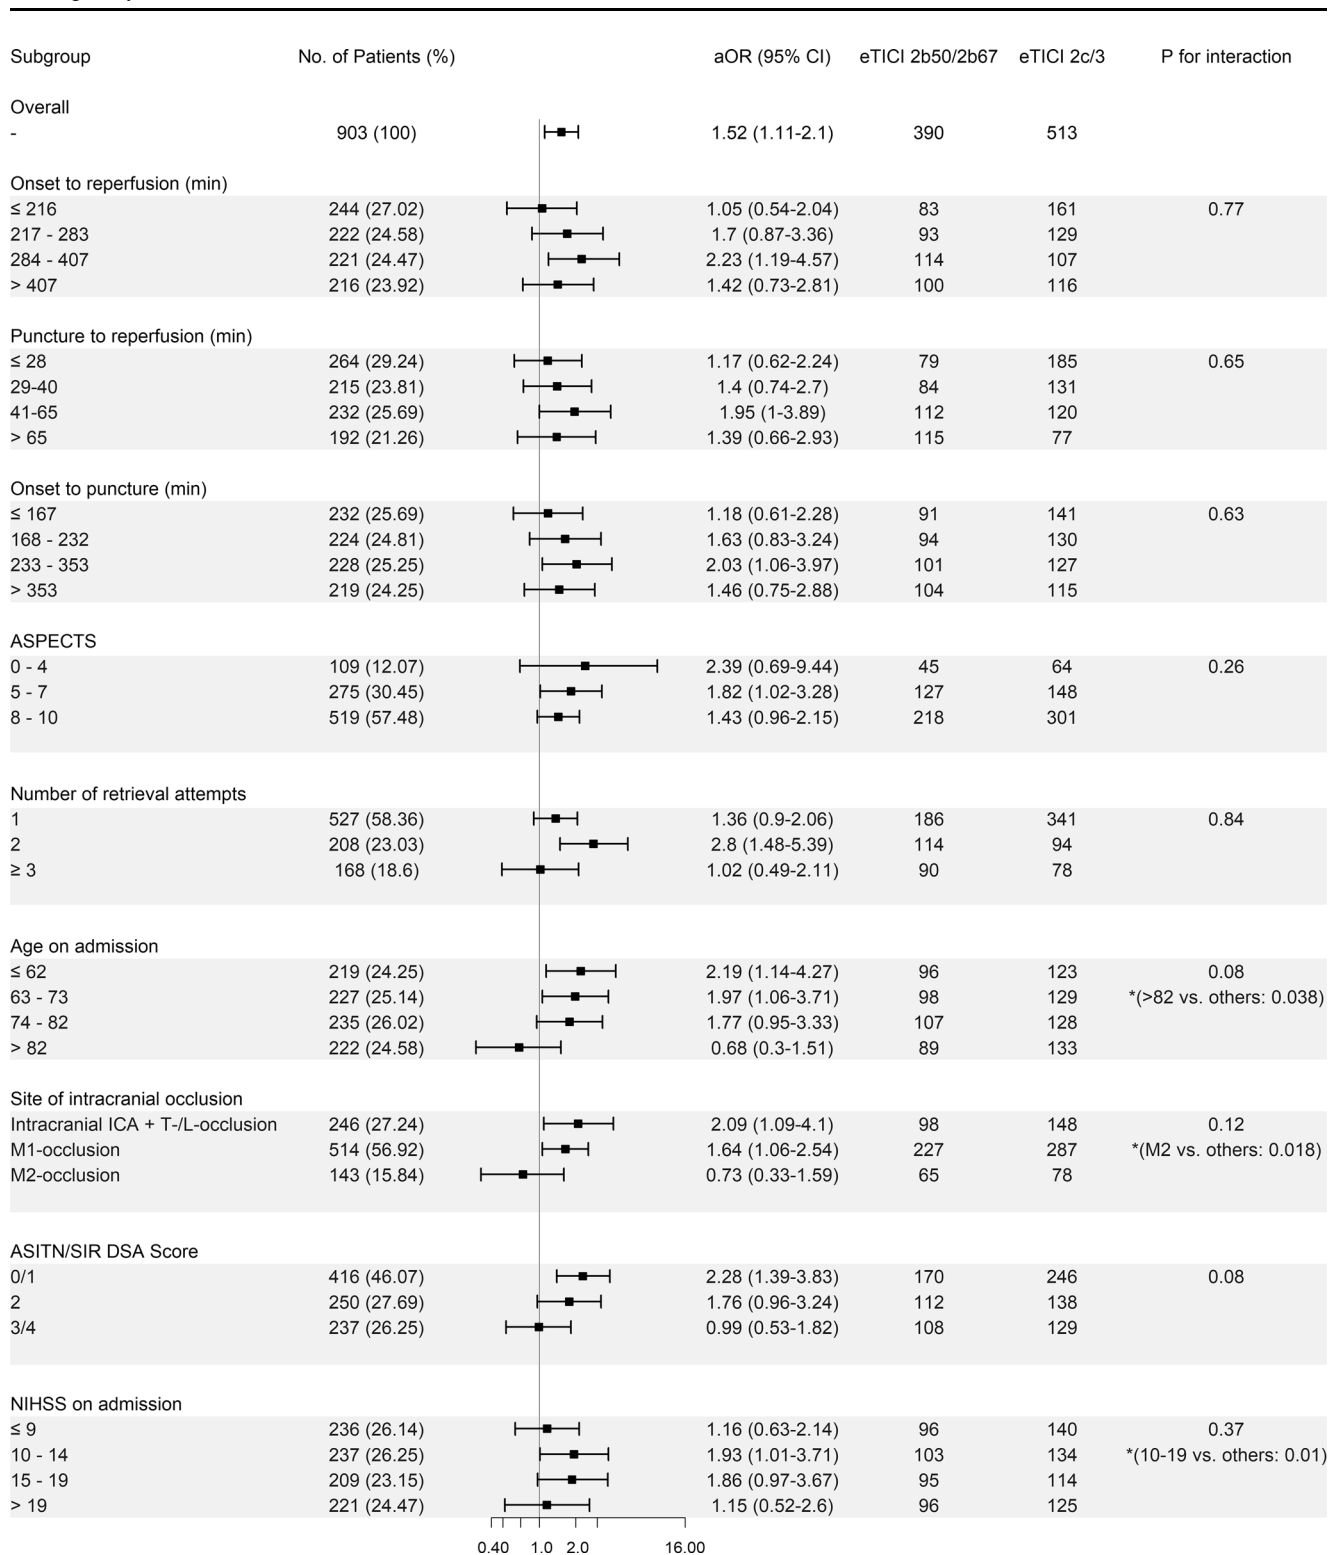 Subgroup No. of Patients (%) aOR (95% CI) eTICI 2b50/2b67 eTICI 2c/3 P for interaction
Overall
- 903 (100) 1.52 (1.11-2.1) 390 513
Onset to reperfusion (min)
≤ 216 244 (27.02) 1.05 (0.54-2.04) 83 161 0.77
217 - 283 222 (24.58) 1.7 (0.87-3.36) 93 129
284 - 407 221 (24.47) 2.23 (1.19-4.57) 114 107
> 407 216 (23.92) 1.42 (0.73-2.81) 100 116
Puncture to reperfusion (min)
≤ 28 264 (29.24) 1.17 (0.62-2.24) 79 185 0.65
29-40 215 (23.81) 1.4 (0.74-2.7) 84 131
41-65 232 (25.69) 1.95 (1-3.89) 112 120
> 65 192 (21.26) 1.39 (0.66-2.93) 115 77
Onset to puncture (min)
≤ 167 232 (25.69) 1.18 (0.61-2.28) 91 141 0.63
168 - 232 224 (24.81) 1.63 (0.83-3.24) 94 130
233 - 353 228 (25.25) 2.03 (1.06-3.97) 101 127
> 353 219 (24.25) 1.46 (0.75-2.88) 104 115
ASPECTS
0 - 4 109 (12.07) 2.39 (0.69-9.44) 45 64 0.26
5 - 7 275 (30.45) 1.82 (1.02-3.28) 127 148
8 - 10 519 (57.48) 1.43 (0.96-2.15) 218 301
Number of retrieval attempts
1 527 (58.36) 1.36 (0.9-2.06) 186 341 0.84
2 208 (23.03) 2.8 (1.48-5.39) 114 94
≥ 3 168 (18.6) 1.02 (0.49-2.11) 90 78
Age on admission
≤ 62 219 (24.25) 2.19 (1.14-4.27) 96 123 0.08
63 - 73 227 (25.14) 1.97 (1.06-3.71) 98 129 *(>82 vs. others: 0.038)
74 - 82 235 (26.02) 1.77 (0.95-3.33) 107 128
> 82 222 (24.58) 0.68 (0.3-1.51) 89 133
Site of intracranial occlusion
Intracranial ICA + T-/L-occlusion 246 (27.24) 2.09 (1.09-4.1) 98 148 0.12
M1-occlusion 514 (56.92) 1.64 (1.06-2.54) 227 287 *(M2 vs. others: 0.018)
M2-occlusion 143 (15.84) 0.73 (0.33-1.59) 65 78
ASITN/SIR DSA Score
0/1 416 (46.07) 2.28 (1.39-3.83) 170 246 0.08
2 250 (27.69) 1.76 (0.96-3.24) 112 138
3/4 237 (26.25) 0.99 (0.53-1.82) 108 129
NIHSS on admission
≤ 9 236 (26.14) 1.16 (0.63-2.14) 96 140 0.37
10 - 14 237 (26.25) 1.93 (1.01-3.71) 103 134 *(10-19 vs. others: 0.01)
15 - 19 209 (23.15) 1.86 (0.97-3.67) 95 114
> 19 221 (24.47) 1.15 (0.52-2.6) 96 125
0.40 1.0 2.0 16.00